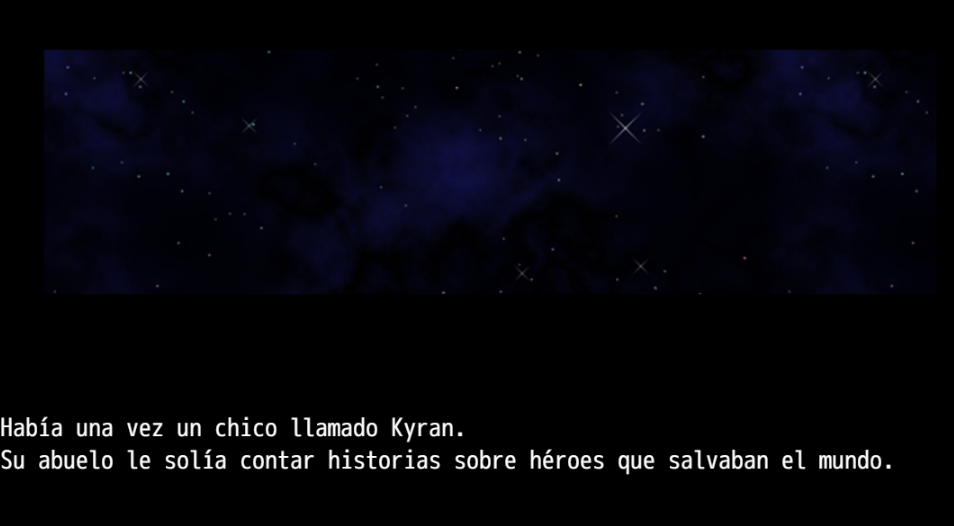 Había una vez un chico llamado Kyran.
Su abuelo le solía contar historias sobre héroes que salvaban el mundo.